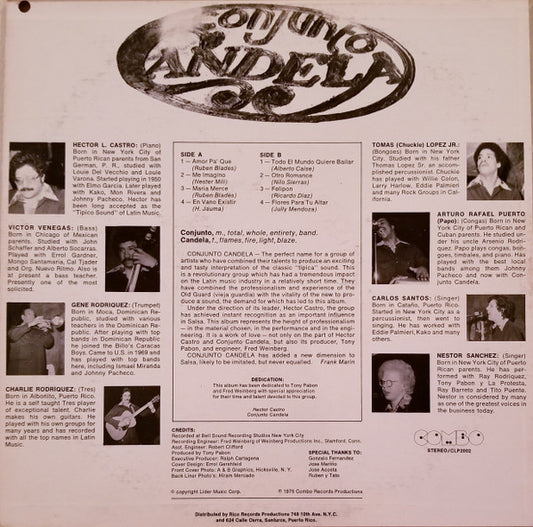 Conjunto
CANDELA
HECTOR L. CASTRO: (Piano)
Born in New York City of
Puerto Rican parents from San
German, P. R., studied with
Louie Del Vecchio and Louie
Varona. Started playing in 1950
with Elmo Garcia. Later played
with Kako, Mon Rivera and
Johnny Pacheco, Hector has
been long accepted as the
"Tipico Sound" of Latin Music.
VICTOR VENEGAS: (Bass)
Born in Chicago of Mexican
parents. Studied with John
Schaffer and Alberto Socarras.
Played with Errol Gardner,
Mongo Santamaria, Cal Tjader
and Org. Nuevo Ritmo. Also is
at present a bass teacher.
Presently one of the most
solicited.
GENE RODRIGUEZ: (Trumpet)
Born in Moca, Dominican Re-
public, studied with various
teachers in the Dominican Re-
public. After playing with top
bands in Dominican Republic
he joined the Billo's Caracas
Boys. Came to U.S. in 1969 and
has played with top bands
here, including Ismael Miranda
and Johnny Pacheco.
CHARLIE RODRIQUEZ: (Tres)
Born in Albonito, Puerto Rico.
He is a self taught Tres player
of exceptional talent. Charlie
makes his own guitars. He
played with his own groups for
many years and has recorded
with all the top names in Latin
Music.
SIDE A
1 — Amor Pa' Que
(Ruben Blades)
2 — Me Imagino
(Nester Mili)
3 — Maria Merce
(Ruben Blades)
4 — En Vano Existir
(H. Jauma)
SIDE B
1 — Todo El Mundo Quiere Bailar
(Alberto Calse)
2 — Otro Romance
(Nilo Sierras)
3 — Felipon
(Ricardo Diaz)
4 — Flores Para Tu Altar
(Jully Mendoza)
Conjunto, m., total, whole, entirety, band.
Candela, f., flames, fire, light, blaze.
CONJUNTO CANDELA — The perfect name for a group of
artists who have combined their talents to produce an exciting
and tasty interpretation of the classic "tipica" sound. This
is a revolutionary group which has had a tremendous impact
on the Latin music industry in a relatively short time. They
have combined the professionalism and experience of the
Old Guard (vieja guardia) with the vitality of the new to pro-
duce a sound, the demand for which has led to this album.
Under the direction of its leader, Hector Castro, the group
has achieved instant recognition as an important influence
in Salsa. This album represents the height of professionalism
— in the material chosen, in the performance and in the engi-
neering. It is a work of love — not only on the part of Hector
Castro and Conjunto Candela, but also its producer, Tony
Pabon, and engineer, Fred Weinberg.
CONJUNTO CANDELA has added a new dimension to
Salsa, likely to be imitated, but never equalled. Frank Marin
DEDICATION:
This album has been dedicated to Tony Pabon
and Fred Weinberg with special appreciation
for their time and talent devoted to this group.
Hector Castro
Conjunto Candela
TOMAS (Chuckie) LOPEZ JR.:
(Bongoes) Born in New York
City. Studied with his father
Thomas Lopez Sr. an accom-
plished percussionist. Chuckie
has played with Willie Colon,
Larry Harlow, Eddie Palmieri
and many Rock Groups in Cal-
ifornia.
ARTURO RAFAEL PUERTO
(Papo): (Congas) Born in New
York City of Puerto Rican and
Cuban parents. He studied un-
der his uncle Arsenio Rodri-
quez. Papo plays congas, bon-
goes, timbales, and piano. Has
played with the best local
bands among them Johnny
Pacheco and now with Con-
junto Candela.
CARLOS SANTOS: (Singer)
Born in Cataño, Puerto Rico.
Started in New York City as a
percussionist, then went to
singing. He has worked with
Eddie Palmieri, Kako and many
others.
NESTOR SANCHEZ: (Singer)
Born in New York City of Puerto
Rican parents. He has per-
formed with Ray Rodriquez,
Tony Pabon y La Protesta,
Ray Barreto and Tito Puente.
Nestor is considered by many
as one of the greatest voices in
the business today.
CREDITS:
Recorded at Bell Sound Recording Studios New York City
Recording Engineer: Fred Weinberg of Weinberg Productions Inc., Stamford, Conn.
Asst. Engineer: Robert Clifford
Produced by Tony Pabon
Executive Producer: Ralph Cartagena
Cover Design: Errol Gershfield
Front Cover Photo: A & B Graphics, Hicksville, N. Y.
Back Liner Photo's: Hiram Mercado
SPECIAL THANKS TO:
Gonzalo Fernandez
Jose Mariño
Jose Acosta
Ruben y Tato
COMBO
STEREO/CLP2002
© copyright Lider Music Corp.
© 1975 Combo Records Productions
Distributed by Rico Records Productions 748 10th Ave. N.Y.C.
and 624 Calle Cerra, Santurce, Puerto Rico.